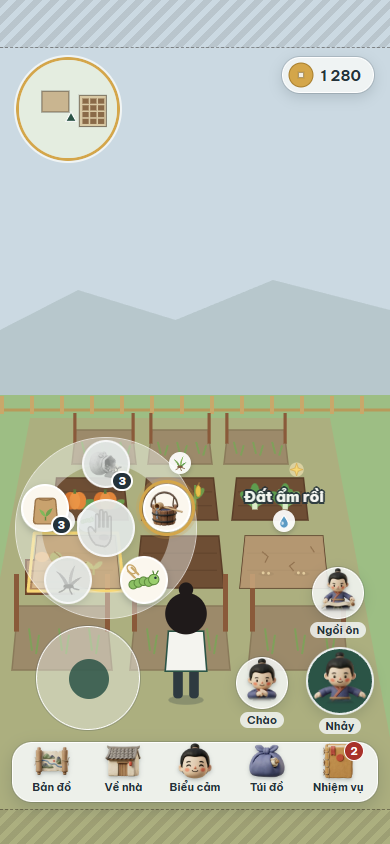 1 280
3
Đất ẩm rồi
3
Ngồi ôn
Chào
Nhảy
2
Bản đồ
Về nhà
Biểu cảm
Túi đồ
Nhiệm vụ